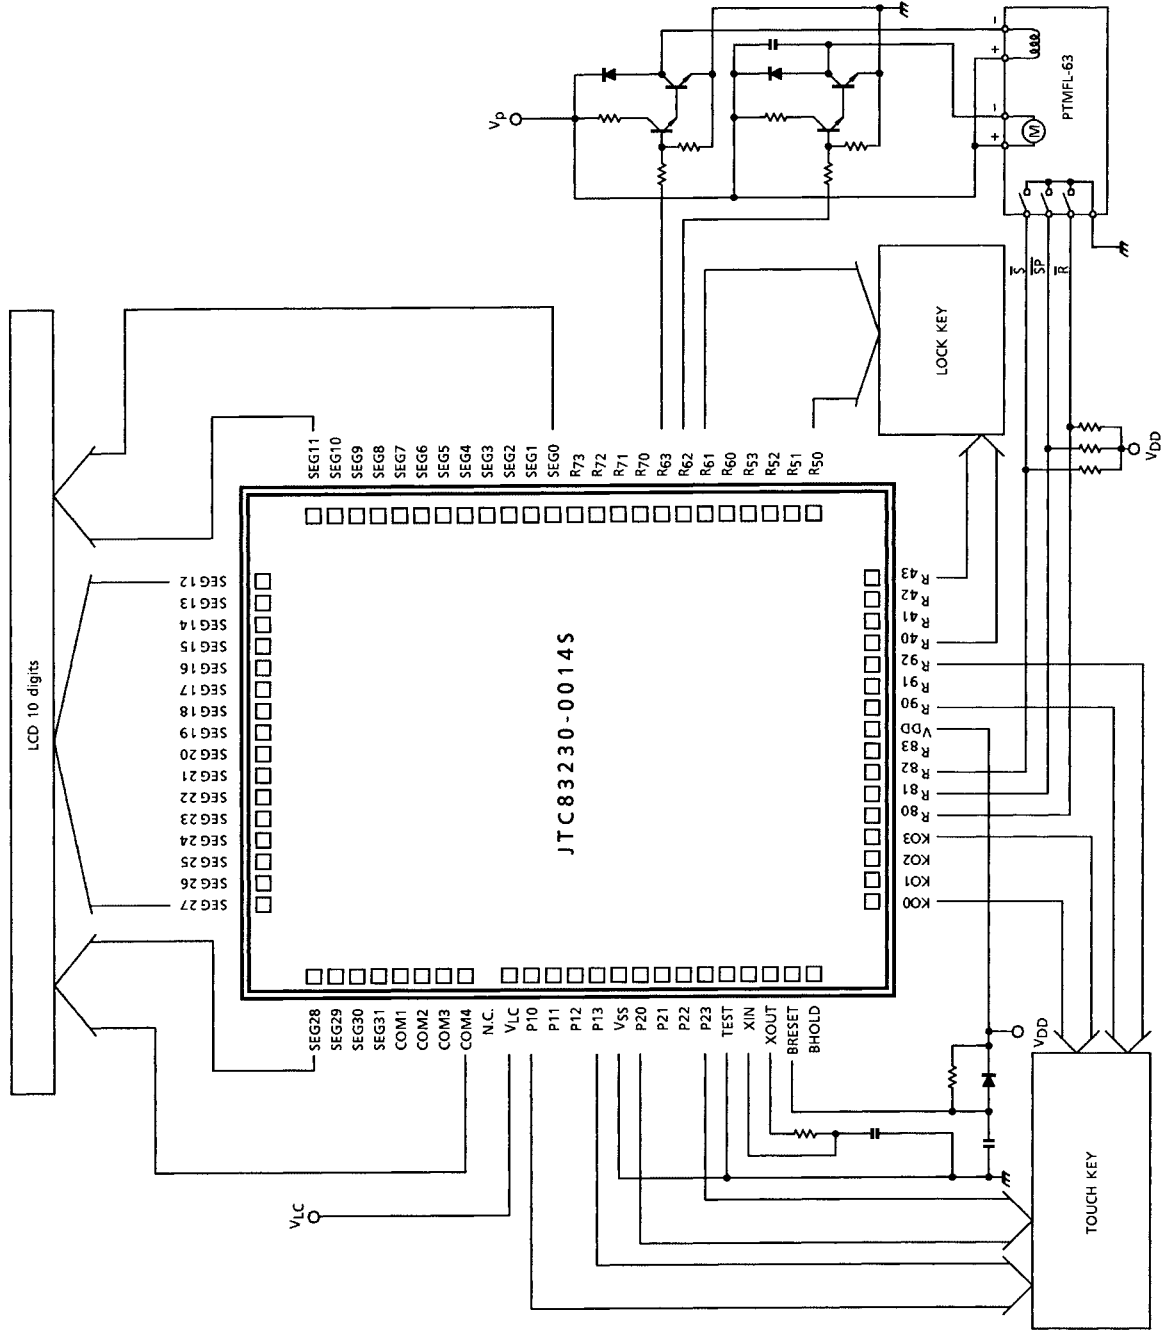 Vp
-
+
-
+
M
PTMFL-63
S
SP
R
LCD 10 digits
LOCK KEY
VDD
SEG11
SEG10
SEG9
SEG8
SEG7
SEG6
SEG5
SEG4
SEG3
SEG2
SEG1
SEG0
R73
R72
R71
R70
R63
R62
R61
R60
R53
R52
R51
R50
SEG12
SEG13
SEG14
SEG15
SEG16
SEG17
SEG18
SEG19
SEG20
SEG21
SEG22
SEG23
SEG24
SEG25
SEG26
SEG27
JTC83230-0014S
R43
R42
R41
R40
R92
R91
R90
VDD
R83
R82
R81
R80
KO3
KO2
KO1
KO0
SEG28
SEG29
SEG30
SEG31
COM1
COM2
COM3
COM4
N.C.
VLC
P10
P11
P12
P13
VSS
P20
P21
P22
P23
TEST
XIN
XOUT
BRESET
BHOLD
VDD
VLC
TOUCH KEY